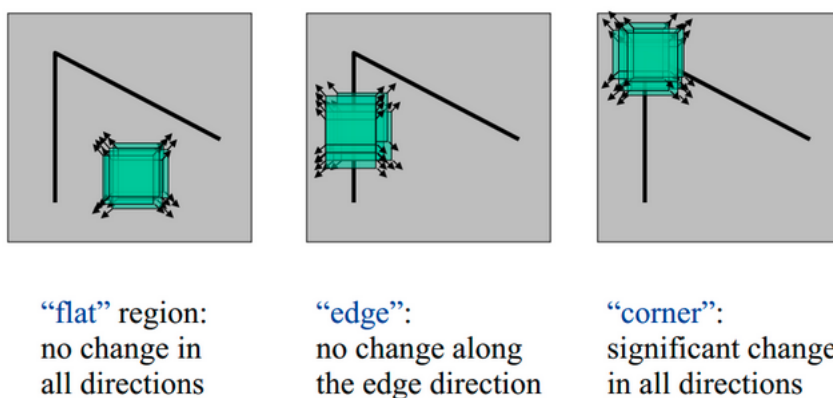 “flat” region:
no change in
all directions
“edge”:
no change along
the edge direction
“corner”:
significant change
in all directions